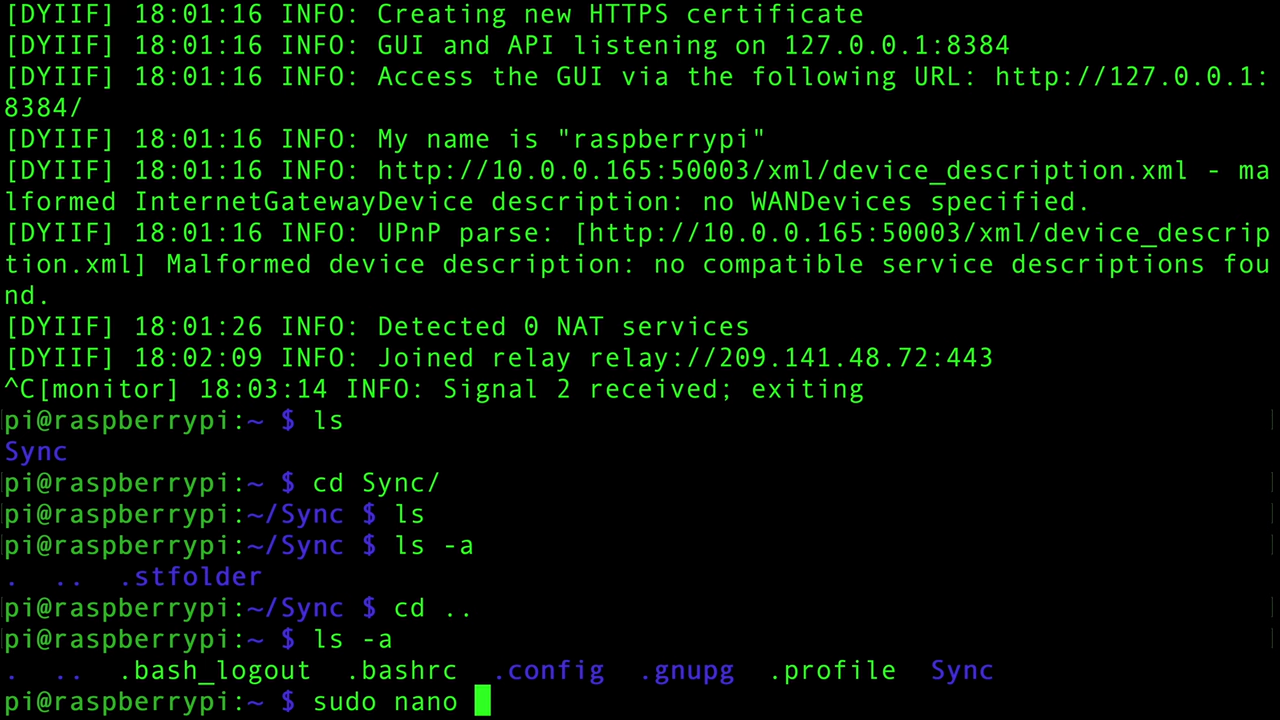 [DYIIF] 18:01:16 INFO: Creating new HTTPS certificate
[DYIIF] 18:01:16 INFO: GUI and API listening on 127.0.0.1:8384
[DYIIF] 18:01:16 INFO: Access the GUI via the following URL: http://127.0.0.1:
8384/
[DYIIF] 18:01:16 INFO: My name is "raspberrypi"
[DYIIF] 18:01:16 INFO: http://10.0.0.165:50003/xml/device_description.xml - ma
lformed InternetGatewayDevice description: no WANDevices specified.
[DYIIF] 18:01:16 INFO: UPnP parse: [http://10.0.0.165:50003/xml/device_descrip
tion.xml] Malformed device description: no compatible service descriptions fou
nd.
[DYIIF] 18:01:26 INFO: Detected 0 NAT services
[DYIIF] 18:02:09 INFO: Joined relay relay://209.141.48.72:443
^C[monitor] 18:03:14 INFO: Signal 2 received; exiting
pi@raspberrypi:~ $ ls
Sync
pi@raspberrypi:~ $ cd Sync/
pi@raspberrypi:~/Sync $ ls
pi@raspberrypi:~/Sync $ ls -a
.  ..  .stfolder
pi@raspberrypi:~/Sync $ cd ..
pi@raspberrypi:~ $ ls -a
.  ..  .bash_logout  .bashrc  .config  .gnupg  .profile  Sync
pi@raspberrypi:~ $ sudo nano